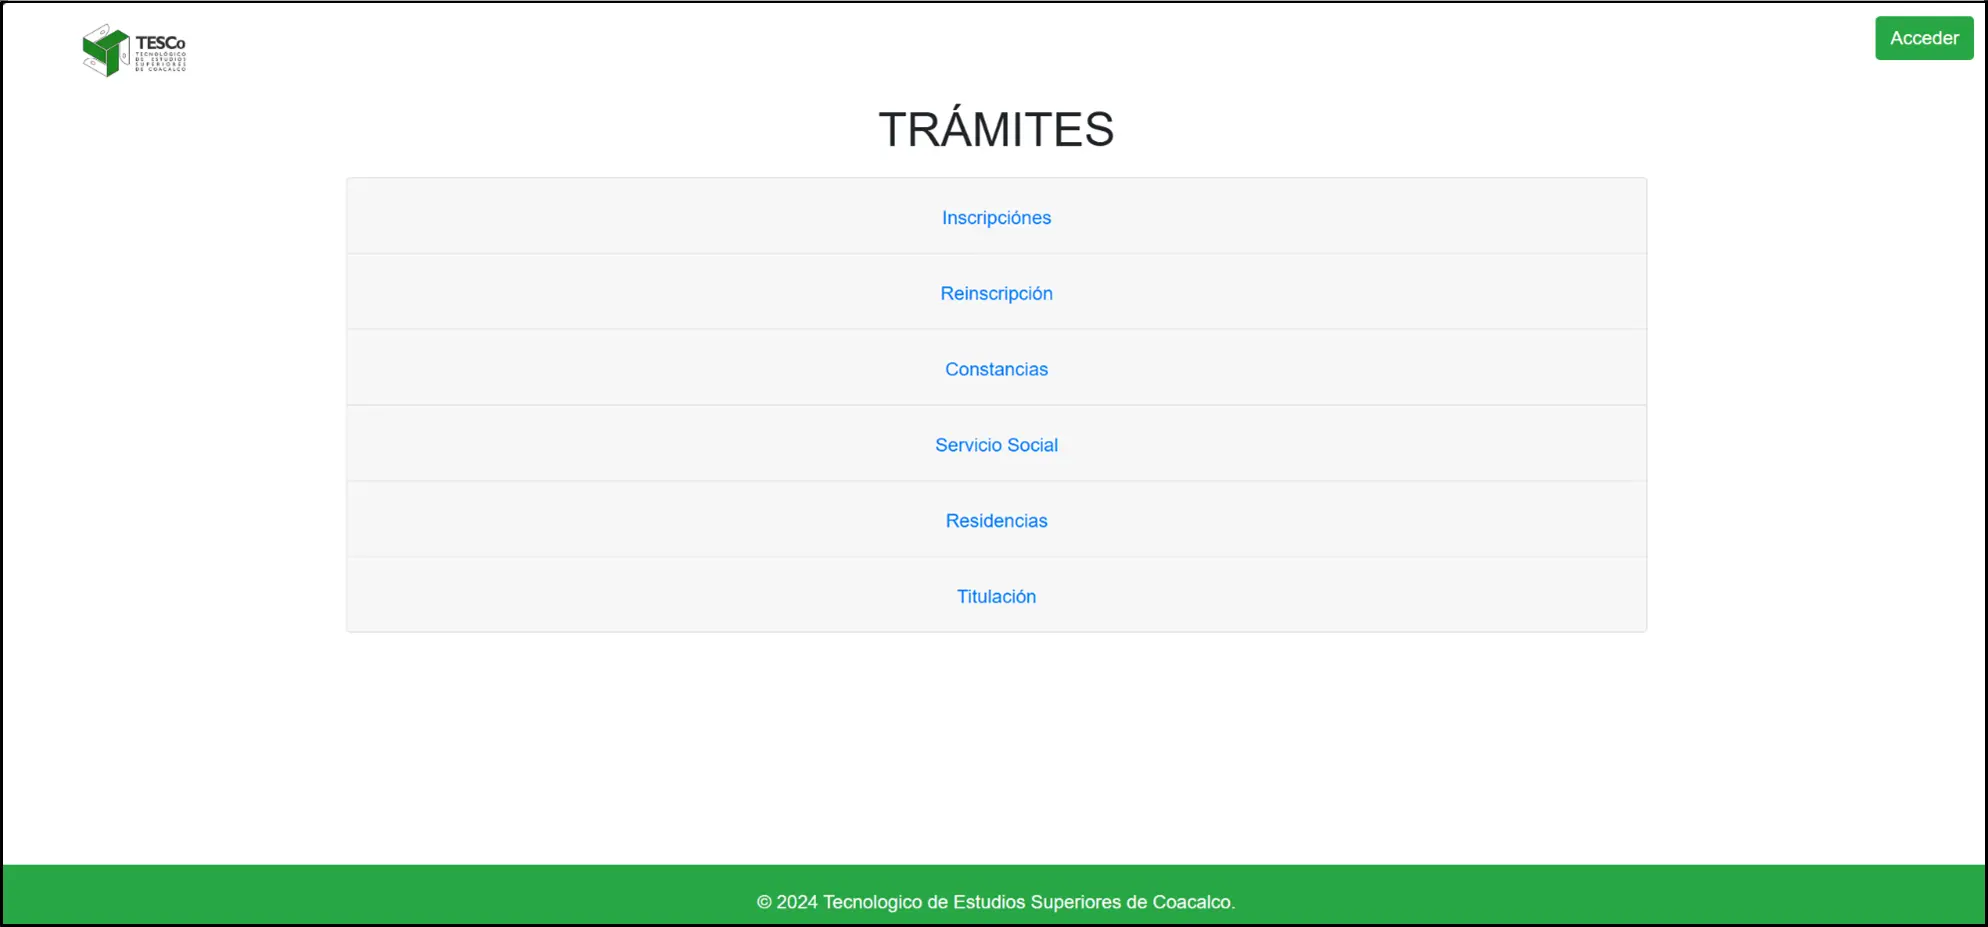 TESCo
TECNOLÓGICO
DE ESTUDIOS
SUPERIORES
DE COACALCO
Acceder
TRÁMITES
Inscripciónes
Reinscripción
Constancias
Servicio Social
Residencias
Titulación
© 2024 Tecnologico de Estudios Superiores de Coacalco.